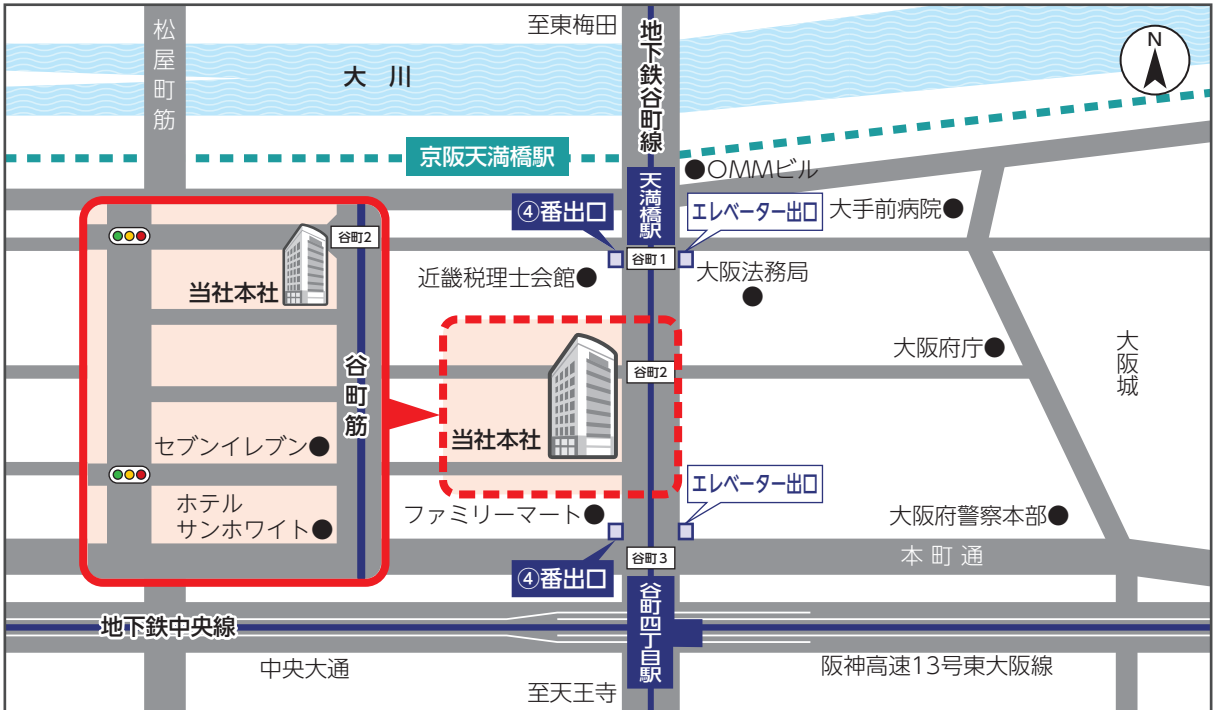 至東梅田
N
松屋町筋
大川
地下鉄谷町線
京阪天満橋駅
OMMビル
天満橋駅
④番出口
エレベーター出口
大手前病院
谷町2
谷町1
近畿税理士会館
大阪法務局
当社本社
大阪府庁
大阪城
谷町筋
谷町2
当社本社
セブンイレブン
エレベーター出口
ホテル
サンホワイト
ファミリーマート
大阪府警察本部
谷町3
本町通
④番出口
谷町四丁目駅
地下鉄中央線
中央大通
阪神高速13号東大阪線
至天王寺